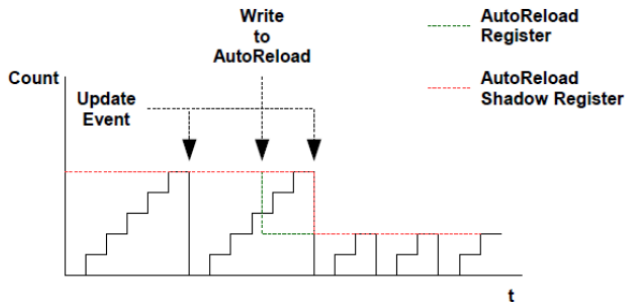 Write
to
AutoReload
AutoReload
Register
AutoReload
Shadow Register
Count
Update
Event
t